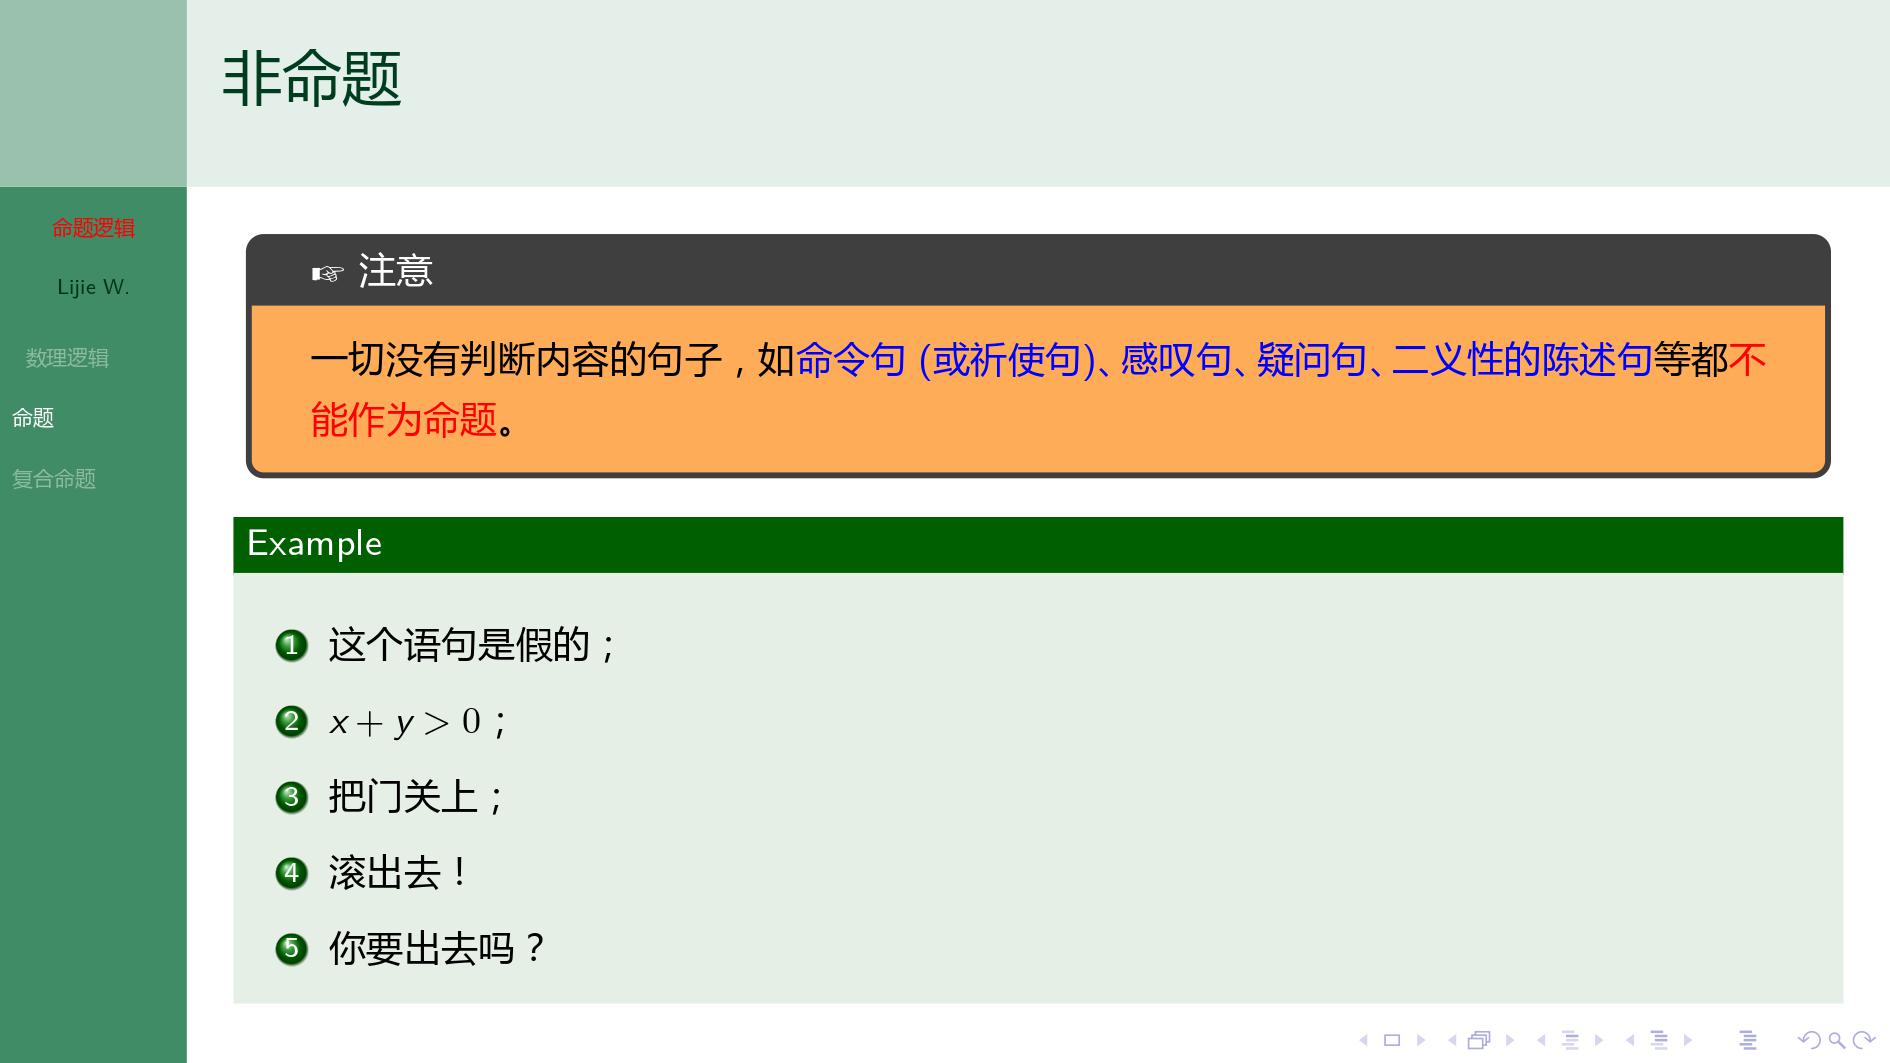 非命题
命题逻辑
Lijie W.
数理逻辑
命题
复合命题
☞ 注意
一切没有判断内容的句子，如命令句 (或祈使句)、感叹句、疑问句、二义性的陈述句等都不
能作为命题。
Example
1 这个语句是假的；
2 x + y > 0；
3 把门关上；
4 滚出去！
5 你要出去吗？